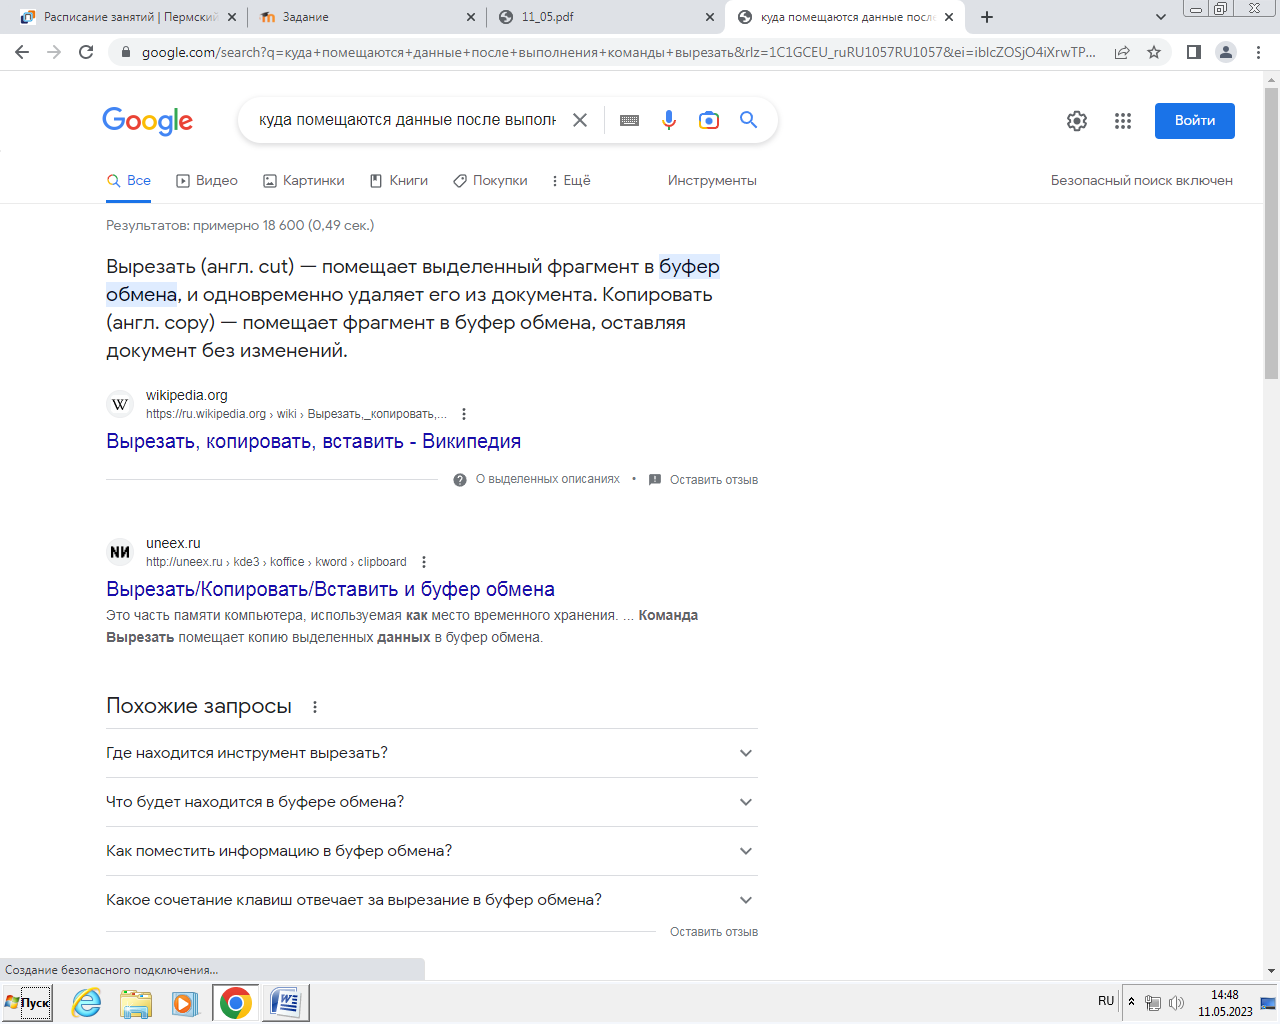 Расписание занятий | Пермский
Задание
11_05.pdf
куда помещаются данные после
google.com/search?q=куда+помещаются+данные+после+выполнения+команды+вырезать&rlz=1C1GCEU_ruRU1057RU1057&ei=iblcZOSjO4iXrwTP...
Google
куда помещаются данные после выполн
Войти
Все
Видео
Картинки
Книги
Покупки
Ещё
Инструменты
Безопасный поиск включен
Результатов: примерно 18 600 (0,49 сек.)
Вырезать (англ. cut) — помещает выделенный фрагмент в буфер
обмена, и одновременно удаляет его из документа. Копировать
(англ. copy) — помещает фрагмент в буфер обмена, оставляя
документ без изменений.
W
wikipedia.org
https://ru.wikipedia.org › wiki › Вырезать,_копировать,...
Вырезать, копировать, вставить - Википедия
О выделенных описаниях • Оставить отзыв
NИ
uneex.ru
http://uneex.ru › kde3 › koffice › kword › clipboard
Вырезать/Копировать/Вставить и буфер обмена
Это часть памяти компьютера, используемая как место временного хранения. ... Команда
Вырезать помещает копию выделенных данных в буфер обмена.
Похожие запросы
Где находится инструмент вырезать?
Что будет находится в буфере обмена?
Как поместить информацию в буфер обмена?
Какое сочетание клавиш отвечает за вырезание в буфер обмена?
Оставить отзыв
Создание безопасного подключения...
Пуск
RU
14:48
11.05.2023